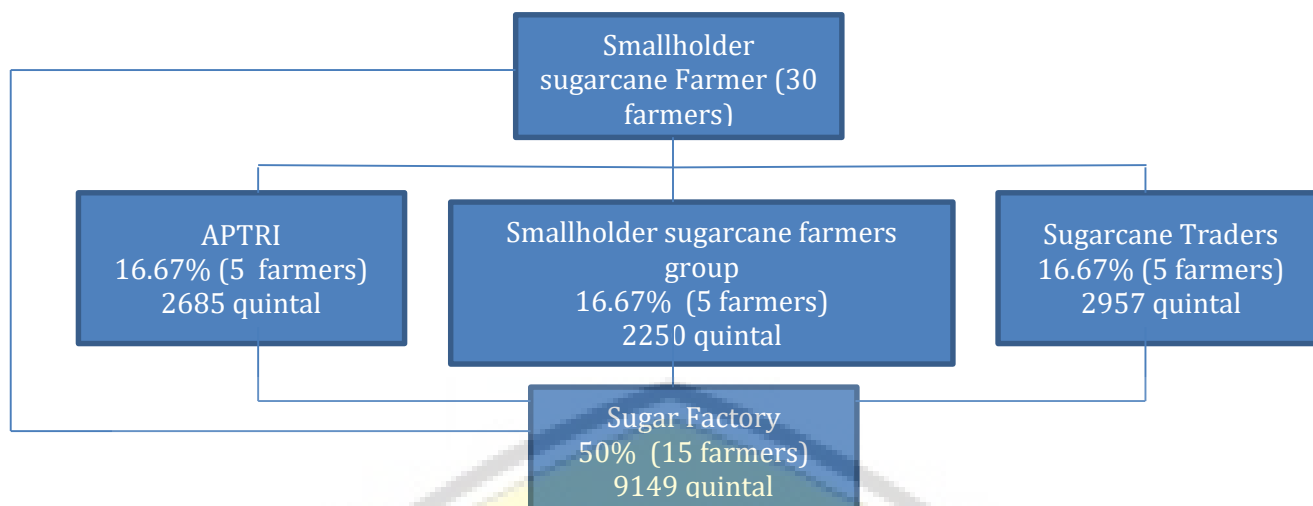 Smallholder
sugarcane Farmer (30
farmers)
APTRI
16.67% (5 farmers)
2685 quintal
Smallholder sugarcane farmers
group
16.67% (5 farmers)
2250 quintal
Sugarcane Traders
16.67% (5 farmers)
2957 quintal
Sugar Factory
50% (15 farmers)
9149 quintal